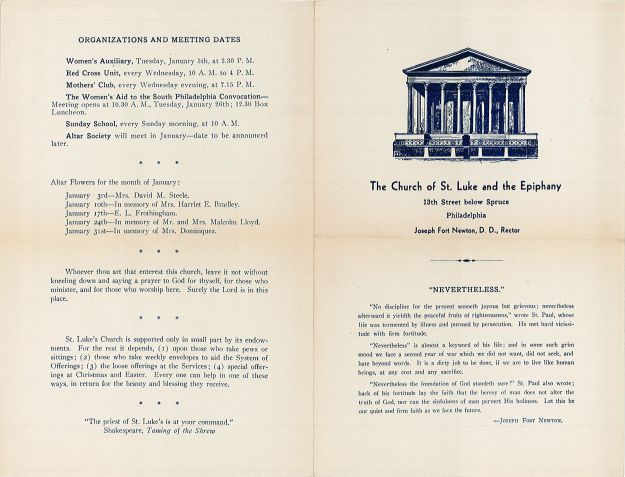 ORGANIZATIONS AND MEETING DATES
Women's Auxiliary, Tuesday, January 5th, at 2.30 P. M.
Red Cross Unit, every Wednesday, 10 A. M. to 4 P. M.
Mothers' Club, every Wednesday evening, at 7.15 P. M.
The Women's Aid to the South Philadelphia Convocation—
Meeting opens at 10.30 A. M., Tuesday, January 26th; 12.30 Box
Luncheon.
Sunday School, every Sunday morning, at 10 A. M.
Altar Society will meet in January—date to be announced
later.
* * *
Altar Flowers for the month of January:
January 3rd—Mrs. David M. Steele.
January 10th—In memory of Mrs. Harriet E. Bradley.
January 17th—E. L. Frothingham.
January 24th—In memory of Mr. and Mrs. Malcolm Lloyd.
January 31st—In memory of Mrs. Dominquez.
* * *
Whoever thou art that enterest this church, leave it not without
kneeling down and saying a prayer to God for thyself, for those who
minister, and for those who worship here. Surely the Lord is in this
place.
* * *
St. Luke's Church is supported only in small part by its endow-
ments. For the rest it depends, (1) upon those who take pews or
sittings; (2) those who take weekly envelopes to aid the System of
Offerings; (3) the loose offerings at the Services; (4) special offer-
ings at Christmas and Easter. Every one can help in one of these
ways, in return for the beauty and blessing they receive.
* * *
"The priest of St. Luke's is at your command."
Shakespeare, Taming of the Shrew
The Church of St. Luke and the Epiphany
13th Street below Spruce
Philadelphia
Joseph Fort Newton, D. D., Rector
"NEVERTHELESS."
"No discipline for the present seemeth joyous but grievous; nevertheless
afterward it yieldth the peaceful fruits of righteousness," wrote St. Paul, whose
life was tormented by illness and pursued by persecution. He met hard vicissi-
tude with firm fortitude.
"Nevertheless" is almost a keyword of his life; and in some such grim
mood we face a second year of war which we did not want, did not seek, and
hate beyond words. It is a dirty job to be done, if we are to live like human
beings, at any cost and any sacrifice.
"Nevertheless the foundation of God standeth sure!" St. Paul also wrote;
back of his fortitude lay the faith that the heresy of man does not alter the
truth of God, nor can the sinfulness of man pervert His holiness. Let this be
our quiet and firm faith as we face the future.
—JOSEPH FORT NEWTON.